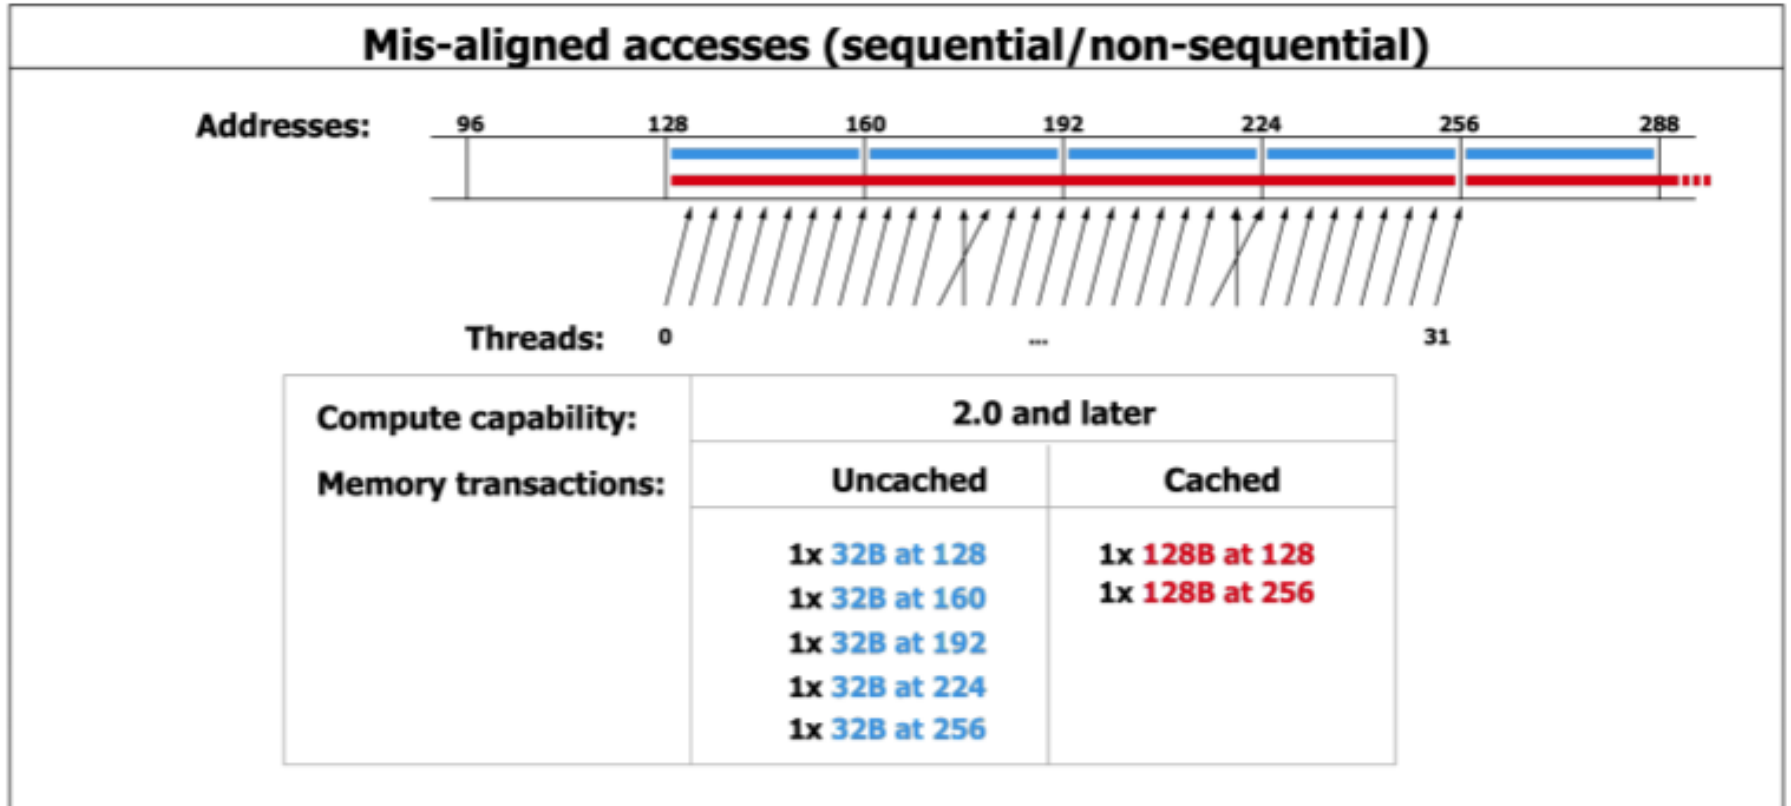 Mis-aligned accesses (sequential/non-sequential)
Addresses: 96 128 160 192 224 256 288
Threads: 0 ... 31
Compute capability: 2.0 and later
Memory transactions: Uncached Cached
1x 32B at 128 1x 128B at 128
1x 32B at 160 1x 128B at 256
1x 32B at 192
1x 32B at 224
1x 32B at 256